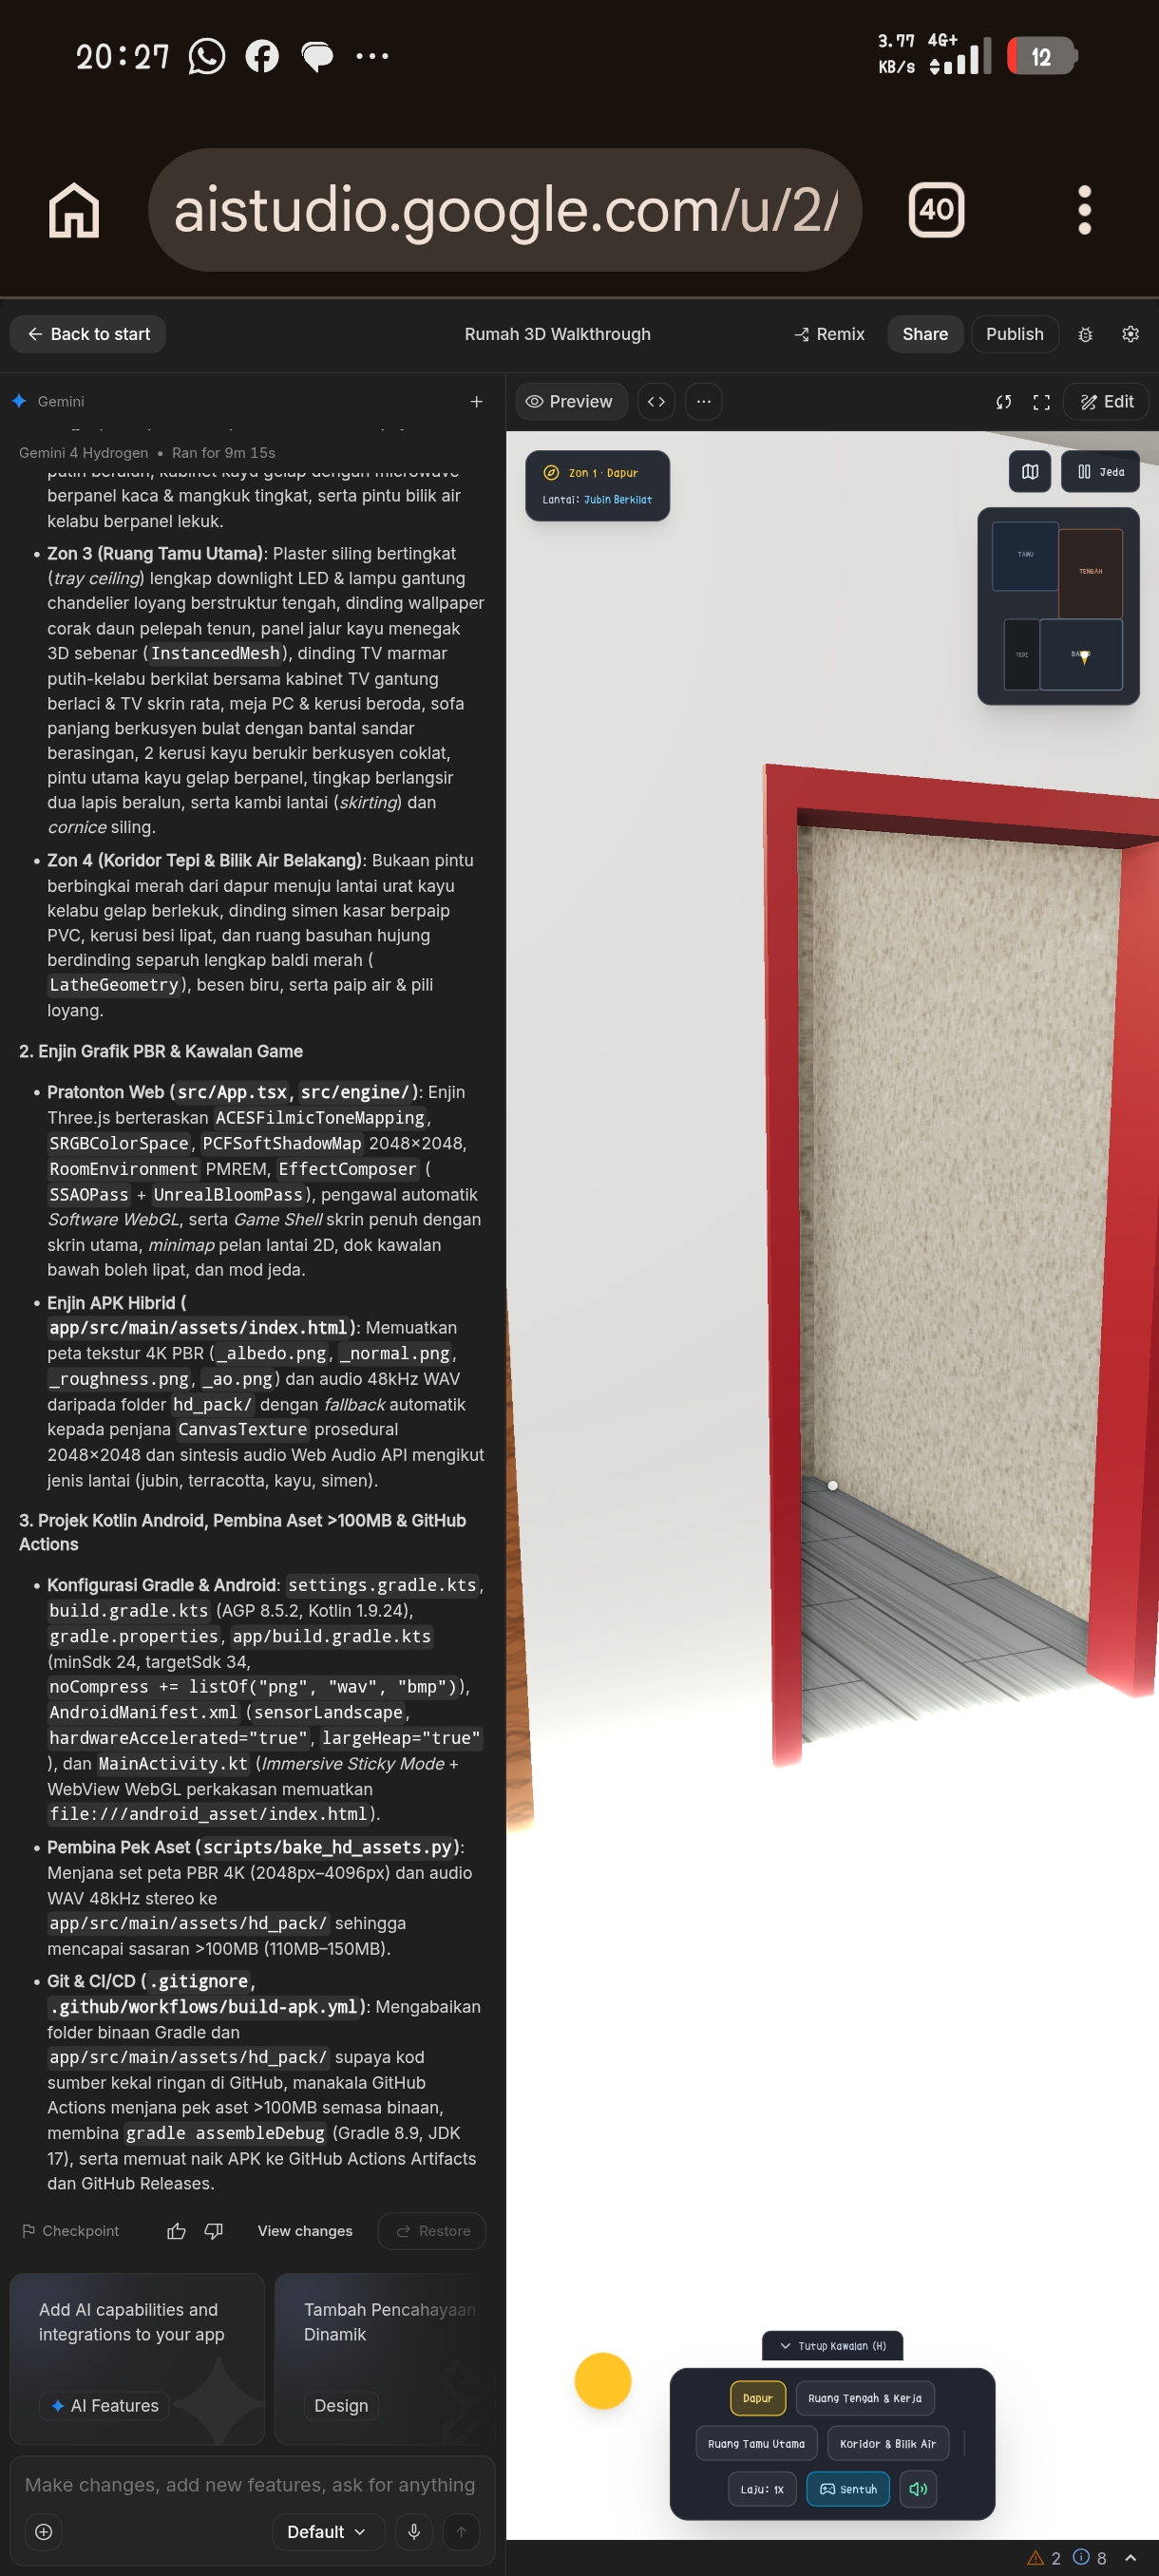 20:27
3.77 KB/s
4G+
12
aistudio.google.com/u/2/
40
Back to start
Rumah 3D Walkthrough
Remix
Share
Publish
Gemini
Gemini 4 Hydrogen • Ran for 9m 15s
putih beralun, kabinet kayu gelap dengan microwave
berpanel kaca & mangkuk tingkat, serta pintu bilik air
kelabu berpanel lekuk.
• Zon 3 (Ruang Tamu Utama): Plaster siling bertingkat
(tray ceiling) lengkap downlight LED & lampu gantung
chandelier loyang berstruktur tengah, dinding wallpaper
corak daun pelepah tenun, panel jalur kayu menegak
3D sebenar (InstancedMesh), dinding TV marmar
putih-kelabu berkilat bersama kabinet TV gantung
berlaci & TV skrin rata, meja PC & kerusi beroda, sofa
panjang berkusyen bulat dengan bantal sandar
berasingan, 2 kerusi kayu berukir berkusyen coklat,
pintu utama kayu gelap berpanel, tingkap berlangsir
dua lapis beralun, serta kambi lantai (skirting) dan
cornice siling.
• Zon 4 (Koridor Tepi & Bilik Air Belakang): Bukaan pintu
berbingkai merah dari dapur menuju lantai urat kayu
kelabu gelap berlekuk, dinding simen kasar berpaip
PVC, kerusi besi lipat, dan ruang basuhan hujung
berdinding separuh lengkap baldi merah (
LatheGeometry), besen biru, serta paip air & pili
loyang.
2. Enjin Grafik PBR & Kawalan Game
• Pratonton Web (src/App.tsx, src/engine/): Enjin
Three.js berteraskan ACESFilmicToneMapping,
SRGBColorSpace, PCFSoftShadowMap 2048×2048,
RoomEnvironment PMREM, EffectComposer (
SSAOPass + UnrealBloomPass), pengawal automatik
Software WebGL, serta Game Shell skrin penuh dengan
skrin utama, minimap pelan lantai 2D, dok kawalan
bawah boleh lipat, dan mod jeda.
• Enjin APK Hibrid (
app/src/main/assets/index.html): Memuatkan
peta tekstur 4K PBR (_albedo.png, _normal.png,
_roughness.png, _ao.png) dan audio 48kHz WAV
daripada folder hd_pack/ dengan fallback automatik
kepada penjana CanvasTexture prosedural
2048×2048 dan sintesis audio Web Audio API mengikut
jenis lantai (jubin, terracotta, kayu, simen).
3. Projek Kotlin Android, Pembina Aset >100MB & GitHub
Actions
• Konfigurasi Gradle & Android: settings.gradle.kts,
build.gradle.kts (AGP 8.5.2, Kotlin 1.9.24),
gradle.properties, app/build.gradle.kts
(minSdk 24, targetSdk 34,
noCompress += listOf("png", "wav", "bmp")),
AndroidManifest.xml (sensorLandscape,
hardwareAccelerated="true", largeHeap="true"
), dan MainActivity.kt (Immersive Sticky Mode +
WebView WebGL perkakasan memuatkan
file:///android_asset/index.html).
• Pembina Pek Aset (scripts/bake_hd_assets.py):
Menjana set peta PBR 4K (2048px–4096px) dan audio
WAV 48kHz stereo ke
app/src/main/assets/hd_pack/ sehingga
mencapai sasaran >100MB (110MB–150MB).
• Git & CI/CD (.gitignore,
.github/workflows/build-apk.yml): Mengabaikan
folder binaan Gradle dan
app/src/main/assets/hd_pack/ supaya kod
sumber kekal ringan di GitHub, manakala GitHub
Actions menjana pek aset >100MB semasa binaan,
membina gradle assembleDebug (Gradle 8.9, JDK
17), serta memuat naik APK ke GitHub Actions Artifacts
dan GitHub Releases.
Checkpoint
View changes
Restore
Add AI capabilities and
integrations to your app
AI Features
Tambah Pencahayaan
Dinamik
Design
Make changes, add new features, ask for anything
Default
Preview
Edit
Zon 1 · Dapur
Lantai: Jubin Berkilat
Jeda
TAMU
TENGAH
TEPI
Tutup Kawalan (H)
Dapur
Ruang Tengah & Kerja
Ruang Tamu Utama
Koridor & Bilik Air
Laju: 1X
Sentuh
2
8